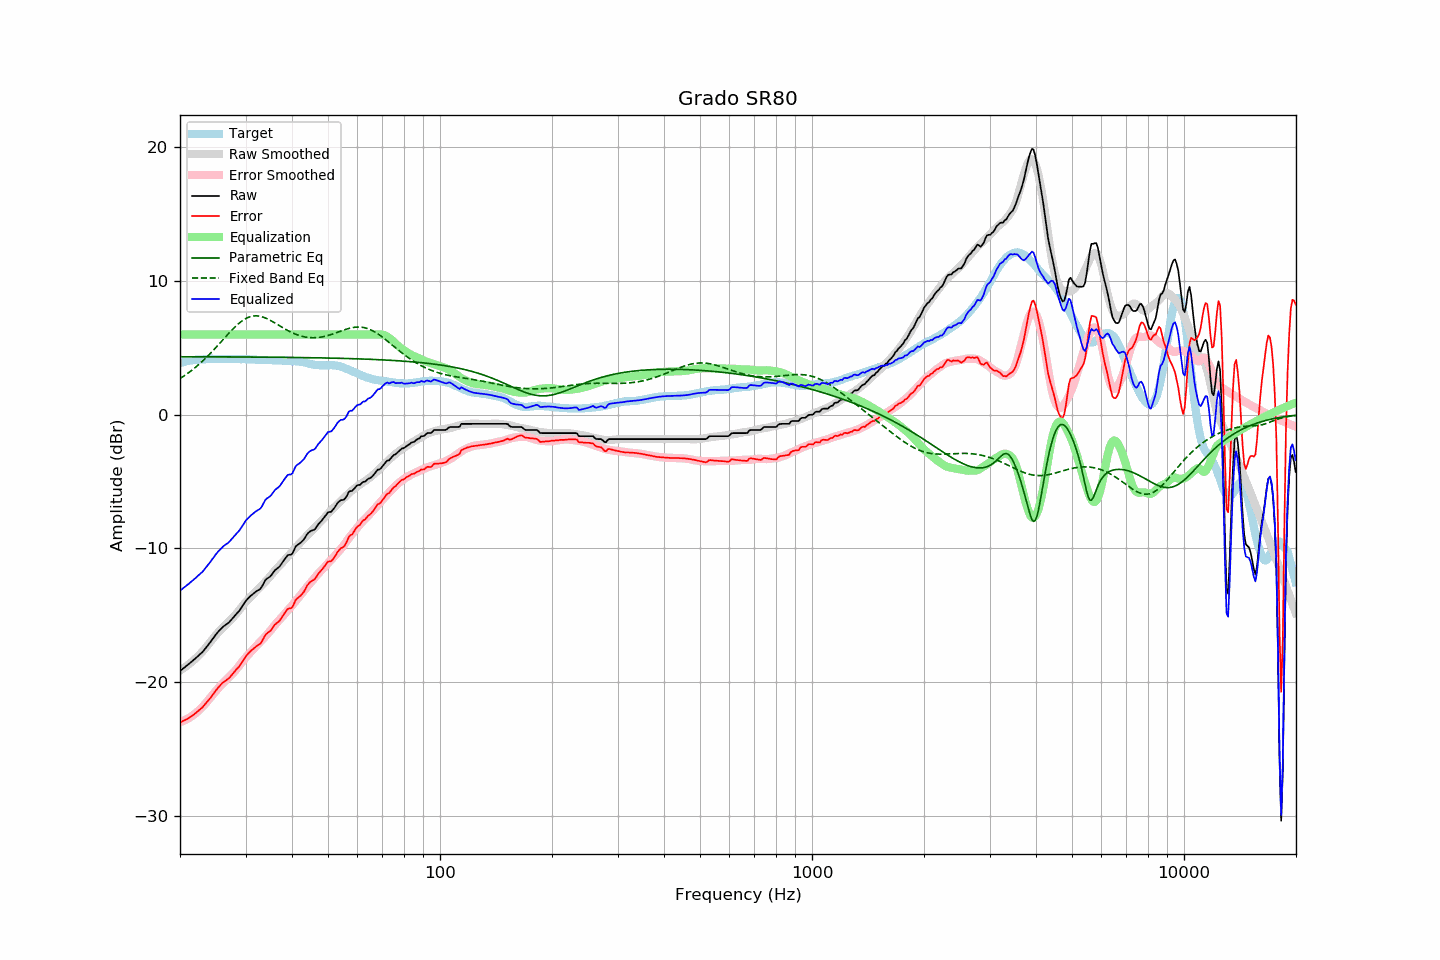 Grado SR80
Target
Raw Smoothed
Error Smoothed
Raw
Error
Equalization
Parametric Eq
Fixed Band Eq
Equalized
20
10
0
−10
−20
−30
Amplitude (dBr)
100
1000
10000
Frequency (Hz)